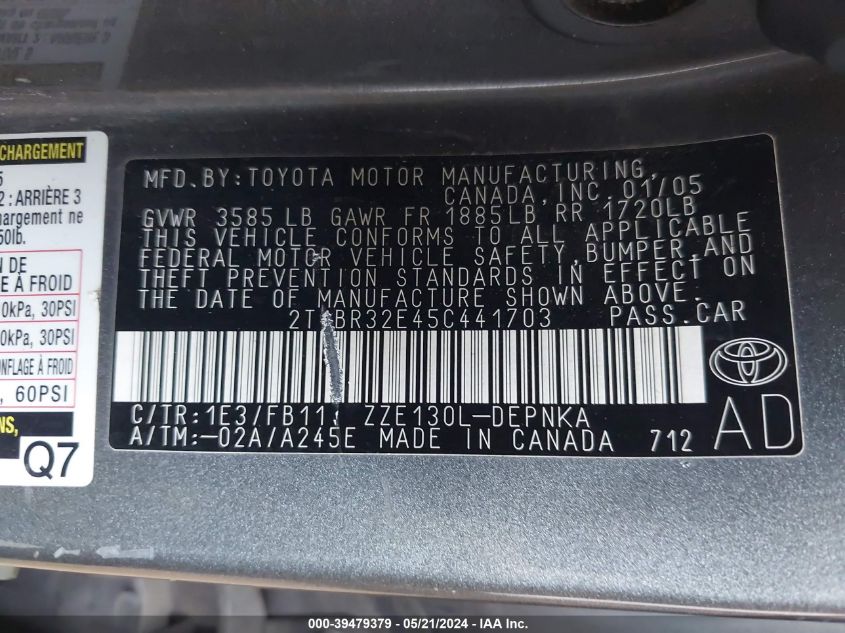 CHARGEMENT
5
2 : ARRIÈRE 3
chargement ne
50lb.
N DE
E À FROID
0kPa, 30PSI
0kPa, 30PSI
ONFLAGE À FROID
, 60PSI
NS,
Q7
MFD. BY: TOYOTA MOTOR MANUFACTURING,
CANADA, INC. 01/05
GVWR 3585 LB GAWR FR 1885LB RR 1720LB
THIS VEHICLE CONFORMS TO ALL APPLICABLE
FEDERAL MOTOR VEHICLE SAFETY, BUMPER, AND
THEFT PREVENTION STANDARDS IN EFFECT ON
THE DATE OF MANUFACTURE SHOWN ABOVE.
PASS. CAR
C/TR: 1E3/FB11 ZZE130L-DEPNKA
A/TM:-02A/A245E MADE IN CANADA 712
AD
000-39479379 - 05/21/2024 - IAA Inc.